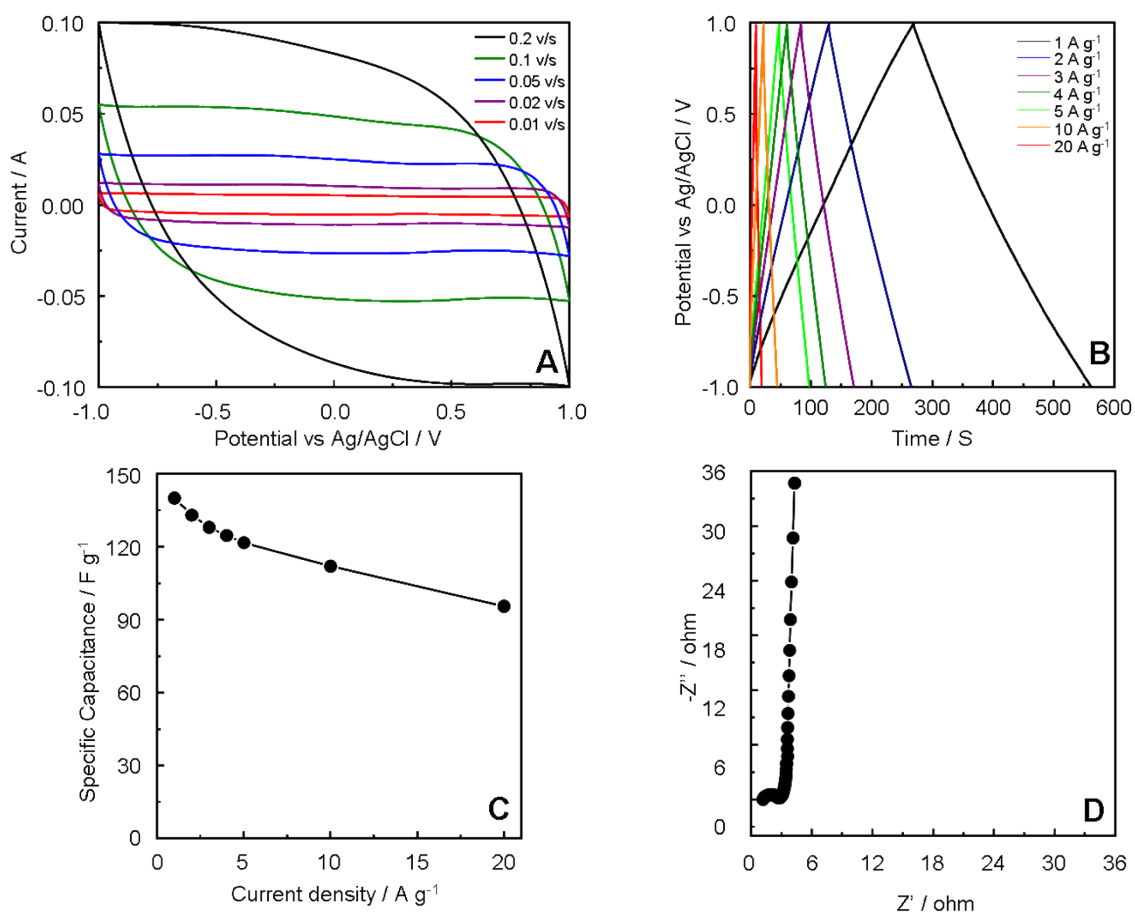 0.10
0.05
0.00
-0.05
-0.10
Current / A
-1.0 -0.5 0.0 0.5 1.0
Potential vs Ag/AgCl / V
0.2 v/s
0.1 v/s
0.05 v/s
0.02 v/s
0.01 v/s
A
1.0
0.5
0.0
-0.5
-1.0
Potential vs Ag/AgCl / V
0 100 200 300 400 500 600
Time / S
1 A g⁻¹
2 A g⁻¹
3 A g⁻¹
4 A g⁻¹
5 A g⁻¹
10 A g⁻¹
20 A g⁻¹
B
150
120
90
60
30
0
Specific Capacitance / F g⁻¹
0 5 10 15 20
Current density / A g⁻¹
C
36
30
24
18
12
6
0
-Z'' / ohm
0 6 12 18 24 30 36
Z' / ohm
D